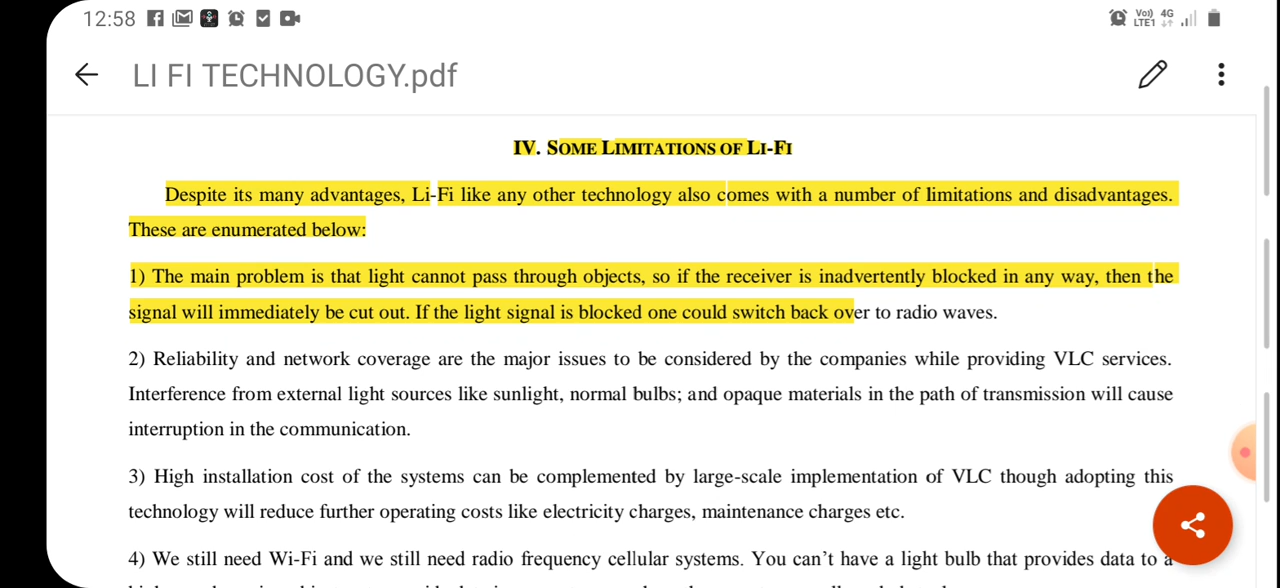 12:58
Vo)) 4G
LTE1
LI FI TECHNOLOGY.pdf
IV. SOME LIMITATIONS OF LI-FI
Despite its many advantages, Li-Fi like any other technology also comes with a number of limitations and disadvantages.
These are enumerated below:
1) The main problem is that light cannot pass through objects, so if the receiver is inadvertently blocked in any way, then the
signal will immediately be cut out. If the light signal is blocked one could switch back over to radio waves.
2) Reliability and network coverage are the major issues to be considered by the companies while providing VLC services.
Interference from external light sources like sunlight, normal bulbs; and opaque materials in the path of transmission will cause
interruption in the communication.
3) High installation cost of the systems can be complemented by large-scale implementation of VLC though adopting this
technology will reduce further operating costs like electricity charges, maintenance charges etc.
4) We still need Wi-Fi and we still need radio frequency cellular systems. You can't have a light bulb that provides data to a